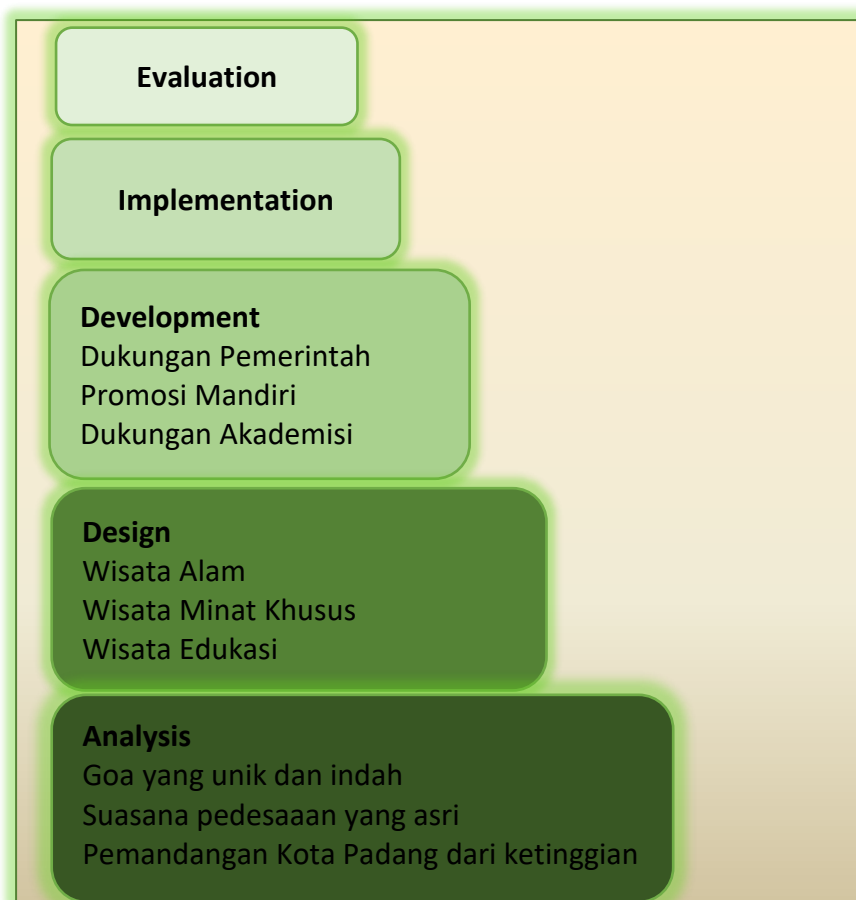 Evaluation
Implementation
Development
Dukungan Pemerintah
Promosi Mandiri
Dukungan Akademisi
Design
Wisata Alam
Wisata Minat Khusus
Wisata Edukasi
Analysis
Goa yang unik dan indah
Suasana pedesaaan yang asri
Pemandangan Kota Padang dari ketinggian